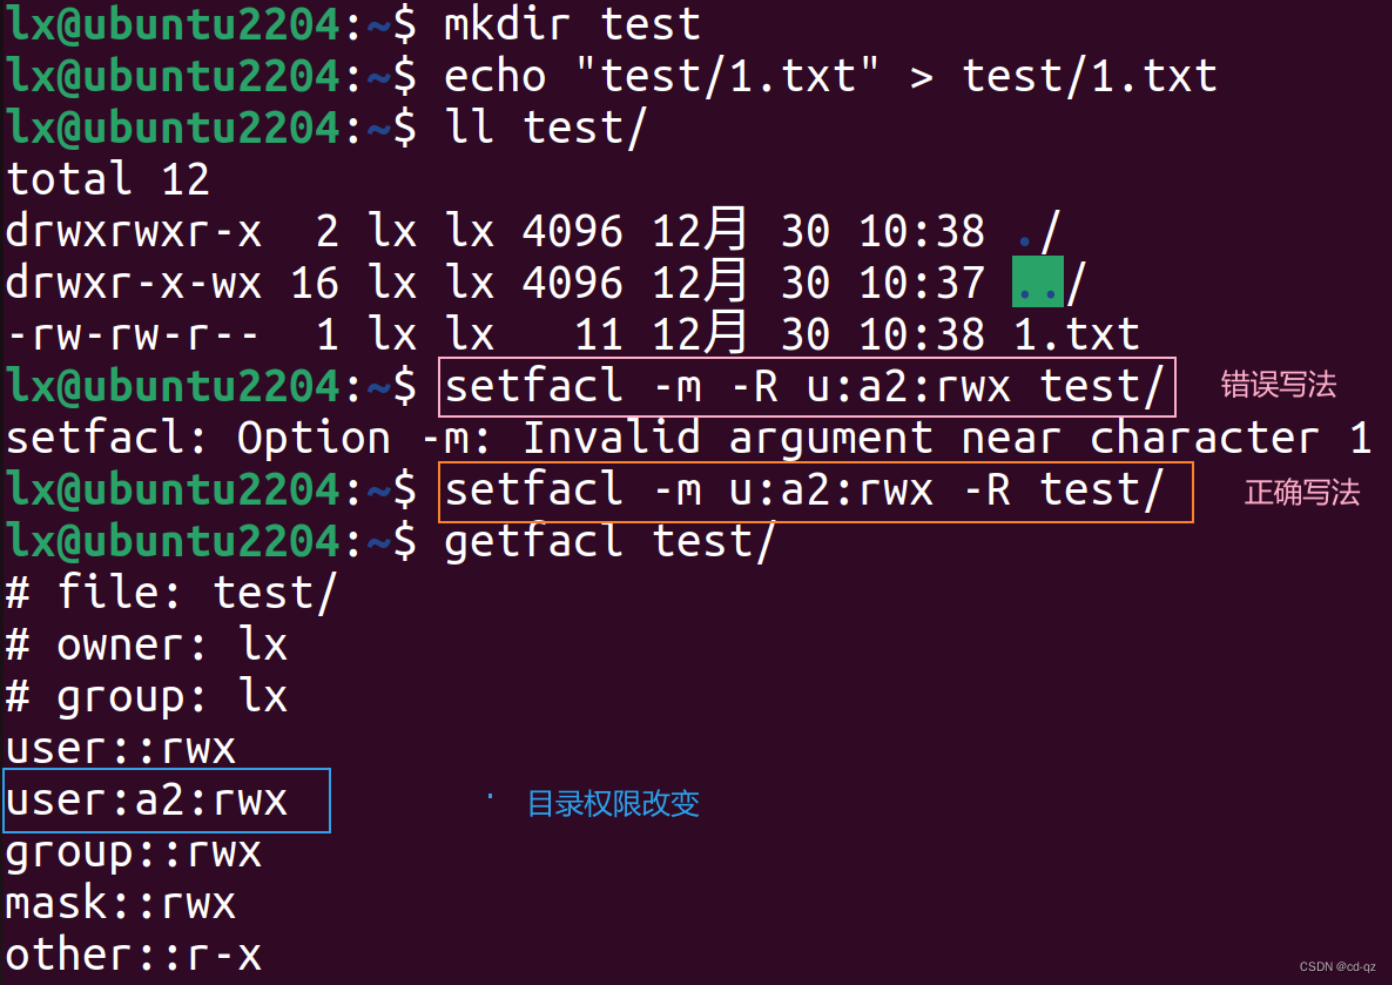 lx@ubuntu2204:~$ mkdir test
lx@ubuntu2204:~$ echo "test/1.txt" > test/1.txt
lx@ubuntu2204:~$ ll test/
total 12
drwxrwxr-x  2 lx lx 4096 12月 30 10:38 ./
drwxr-x-wx 16 lx lx 4096 12月 30 10:37 ../
-rw-rw-r--  1 lx lx   11 12月 30 10:38 1.txt
lx@ubuntu2204:~$ setfacl -m -R u:a2:rwx test/ 错误写法
setfacl: Option -m: Invalid argument near character 1
lx@ubuntu2204:~$ setfacl -m u:a2:rwx -R test/ 正确写法
lx@ubuntu2204:~$ getfacl test/
# file: test/
# owner: lx
# group: lx
user::rwx
user:a2:rwx 目录权限改变
group::rwx
mask::rwx
other::r-x
CSDN @cd-qz